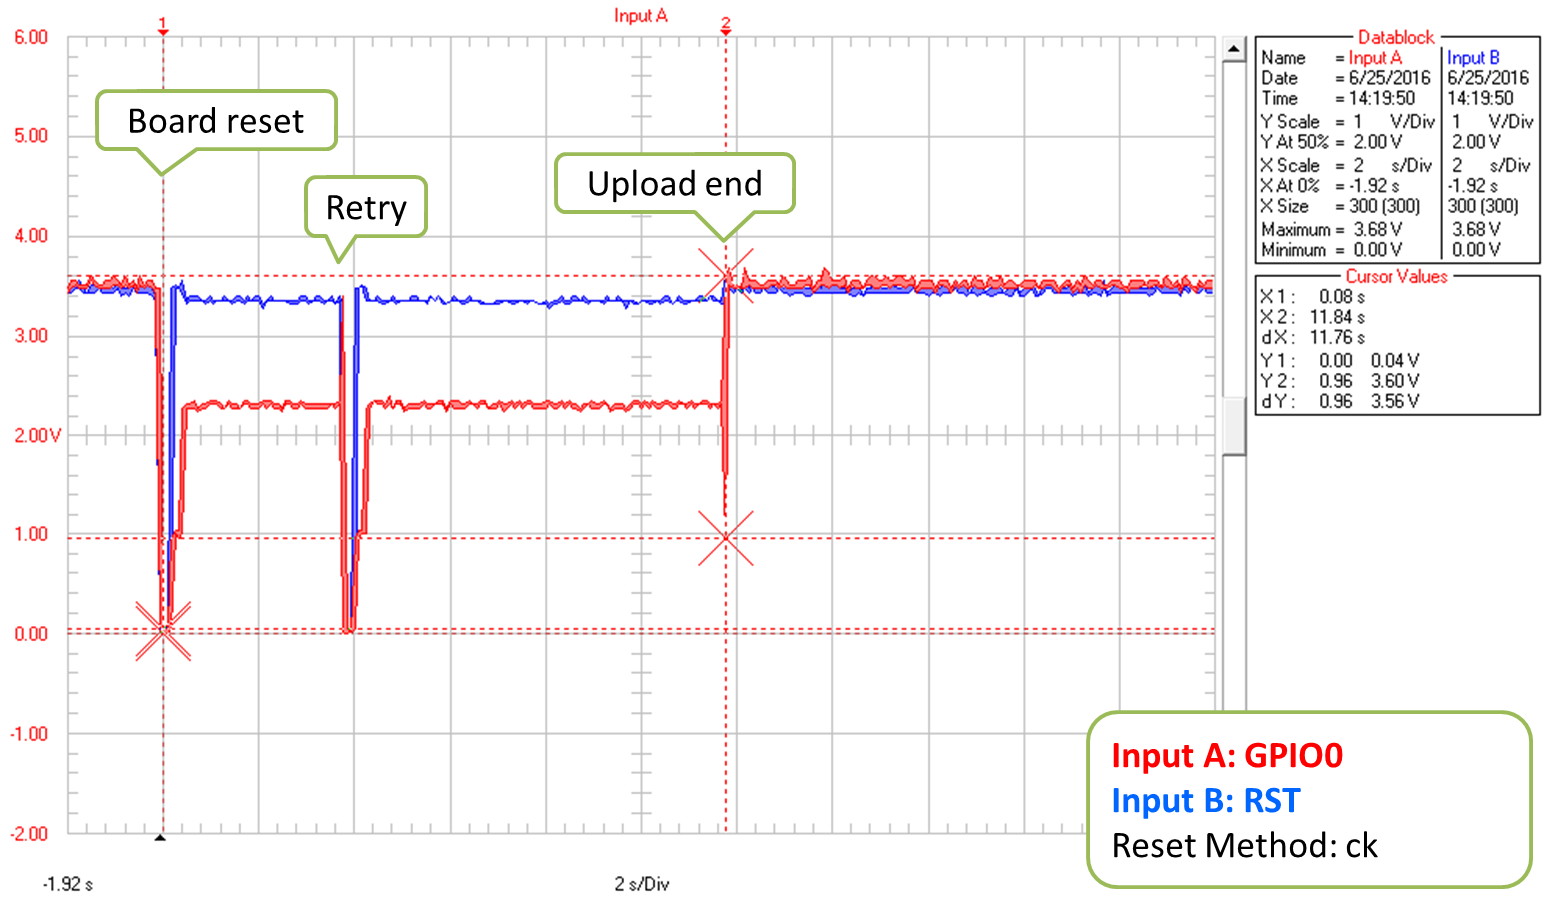 Input A
1
2
6.00
5.00
4.00
3.00
2.00V
1.00
0.00
-1.00
-2.00
Board reset
Retry
Upload end
-1.92 s
2 s/Div
Datablock
Name = Input A Input B
Date = 6/25/2016 6/25/2016
Time = 14:19:50 14:19:50
Y Scale = 1 V/Div 1 V/Div
Y At 50% = 2.00 V 2.00 V
X Scale = 2 s/Div 2 s/Div
X At 0% = -1.92 s -1.92 s
X Size = 300 (300) 300 (300)
Maximum = 3.68 V 3.68 V
Minimum = 0.00 V 0.00 V
Cursor Values
X1: 0.08 s
X2: 11.84 s
dX: 11.76 s
Y1: 0.00 0.04 V
Y2: 0.96 3.60 V
dY: 0.96 3.56 V
Input A: GPIO0
Input B: RST
Reset Method: ck